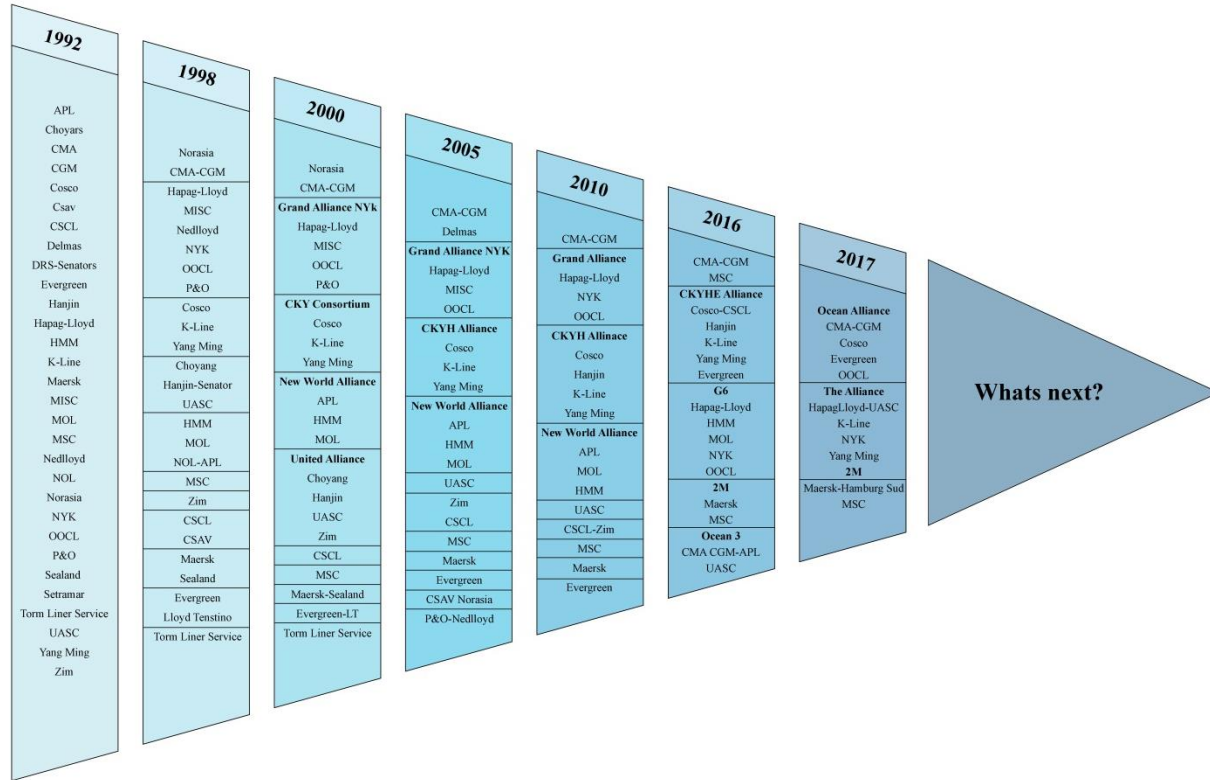 1992
APL
Choyars
CMA
CGM
Cosco
Csav
CSCL
Delmas
DRS-Senators
Evergreen
Hanjin
Hapag-Lloyd
HMM
K-Line
Maersk
MISC
MOL
MSC
Nedlloyd
NOL
Norasia
NYK
OOCL
P&O
Sealand
Setramar
Torm Liner Service
UASC
Yang Ming
Zim
1998
Norasia
CMA-CGM
Hapag-Lloyd
MISC
Nedlloyd
NYK
OOCL
P&O
Cosco
K-Line
Yang Ming
Choyang
Hanjin-Senator
UASC
HMM
MOL
NOL-APL
MSC
Zim
CSCL
CSAV
Maersk
Sealand
Evergreen
Lloyd Tenstino
Torm Liner Service
2000
Norasia
CMA-CGM
Grand Alliance NYk
Hapag-Lloyd
MISC
OOCL
P&O
CKY Consortium
Cosco
K-Line
Yang Ming
New World Alliance
APL
HMM
MOL
United Alliance
Choyang
Hanjin
UASC
Zim
CSCL
MSC
Maersk-Sealand
Evergreen-LT
Torm Liner Service
2005
CMA-CGM
Delmas
Grand Alliance NYK
Hapag-Lloyd
MISC
OOCL
CKYH Alliance
Cosco
K-Line
Yang Ming
New World Alliance
APL
HMM
MOL
UASC
Zim
CSCL
MSC
Maersk
Evergreen
CSAV Norasia
P&O-Nedlloyd
2010
CMA-CGM
Grand Alliance
Hapag-Lloyd
NYK
OOCL
CKYH Allinace
Cosco
Hanjin
K-Line
Yang Ming
New World Alliance
APL
MOL
HMM
UASC
CSCL-Zim
MSC
Maersk
Evergreen
2016
CMA-CGM
MSC
CKYHE Alliance
Cosco-CSCL
Hanjin
K-Line
Yang Ming
Evergreen
G6
Hapag-Lloyd
HMM
MOL
NYK
OOCL
2M
Maersk
MSC
Ocean 3
CMA CGM-APL
UASC
2017
Ocean Alliance
CMA-CGM
Cosco
Evergreen
OOCL
The Alliance
HapagLloyd-UASC
K-Line
NYK
Yang Ming
2M
Maersk-Hamburg Sud
MSC
Whats next?